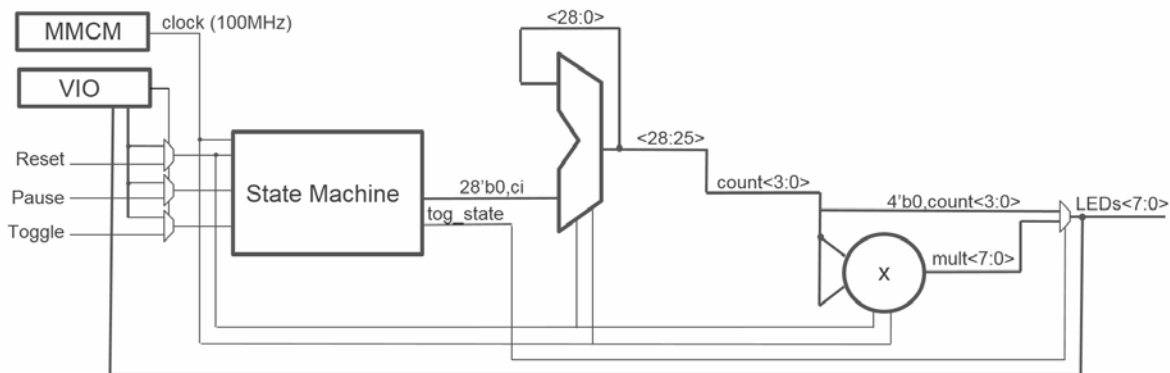 MMCM
clock (100MHz)
VIO
Reset
Pause
Toggle
State Machine
28'b0,ci
tog_state
<28:0>
<28:25>
count<3:0>
4'b0,count<3:0>
LEDs<7:0>
x
mult<7:0>